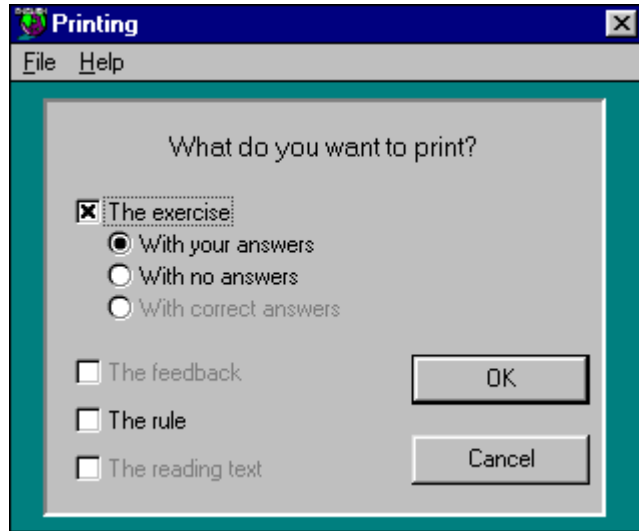 Printing
File Help
What do you want to print?
The exercise
With your answers
With no answers
With correct answers
The feedback
OK
The rule
Cancel
The reading text